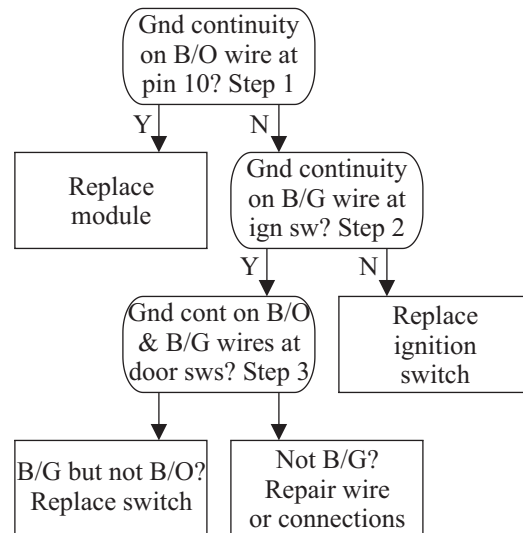 Gnd continuity
on B/O wire at
pin 10? Step 1
Y
N
Replace
module
Gnd continuity
on B/G wire at
ign sw? Step 2
Y
N
Gnd cont on B/O
& B/G wires at
door sws? Step 3
Replace
ignition
switch
B/G but not B/O?
Replace switch
Not B/G?
Repair wire
or connections